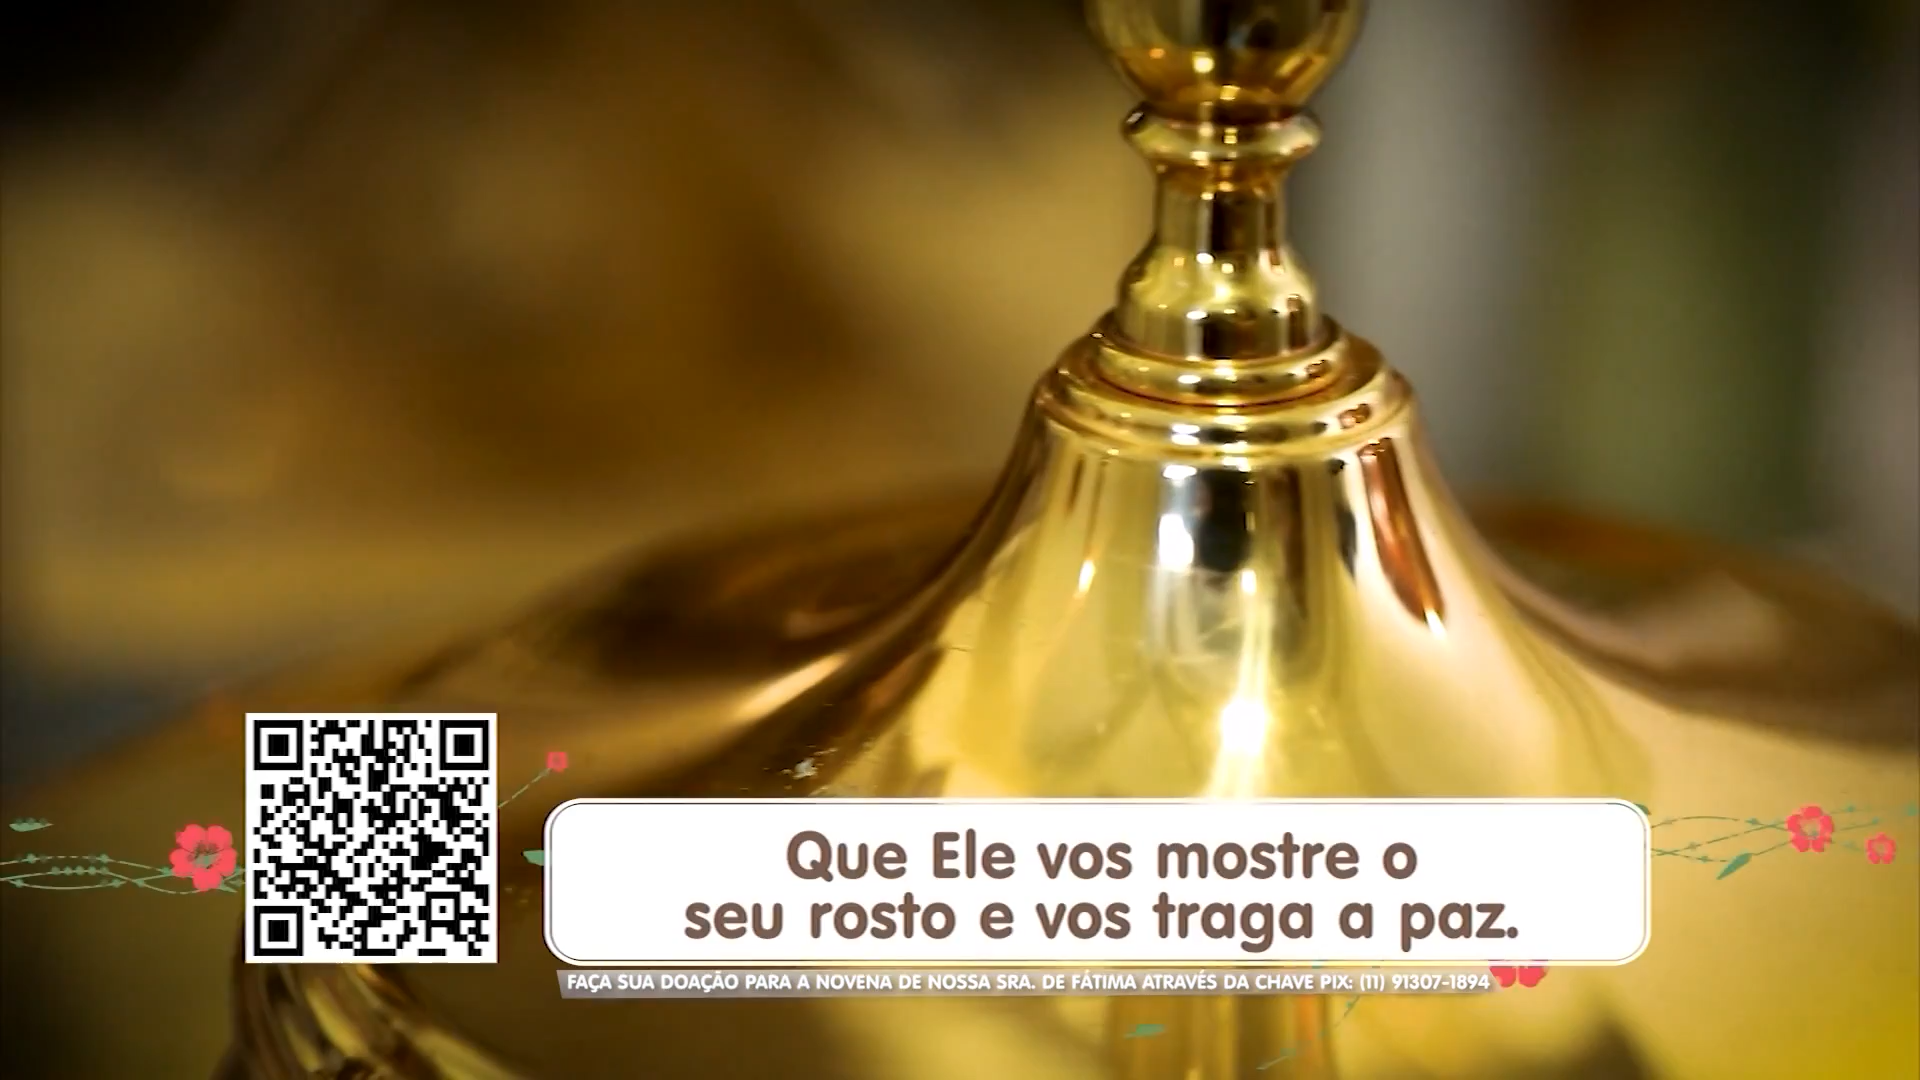 Que Ele vos mostre o
seu rosto e vos traga a paz.
FAÇA SUA DOAÇÃO PARA A NOVENA DE NOSSA SRA. DE FÁTIMA ATRAVÉS DA CHAVE PIX: (11) 91307-1894